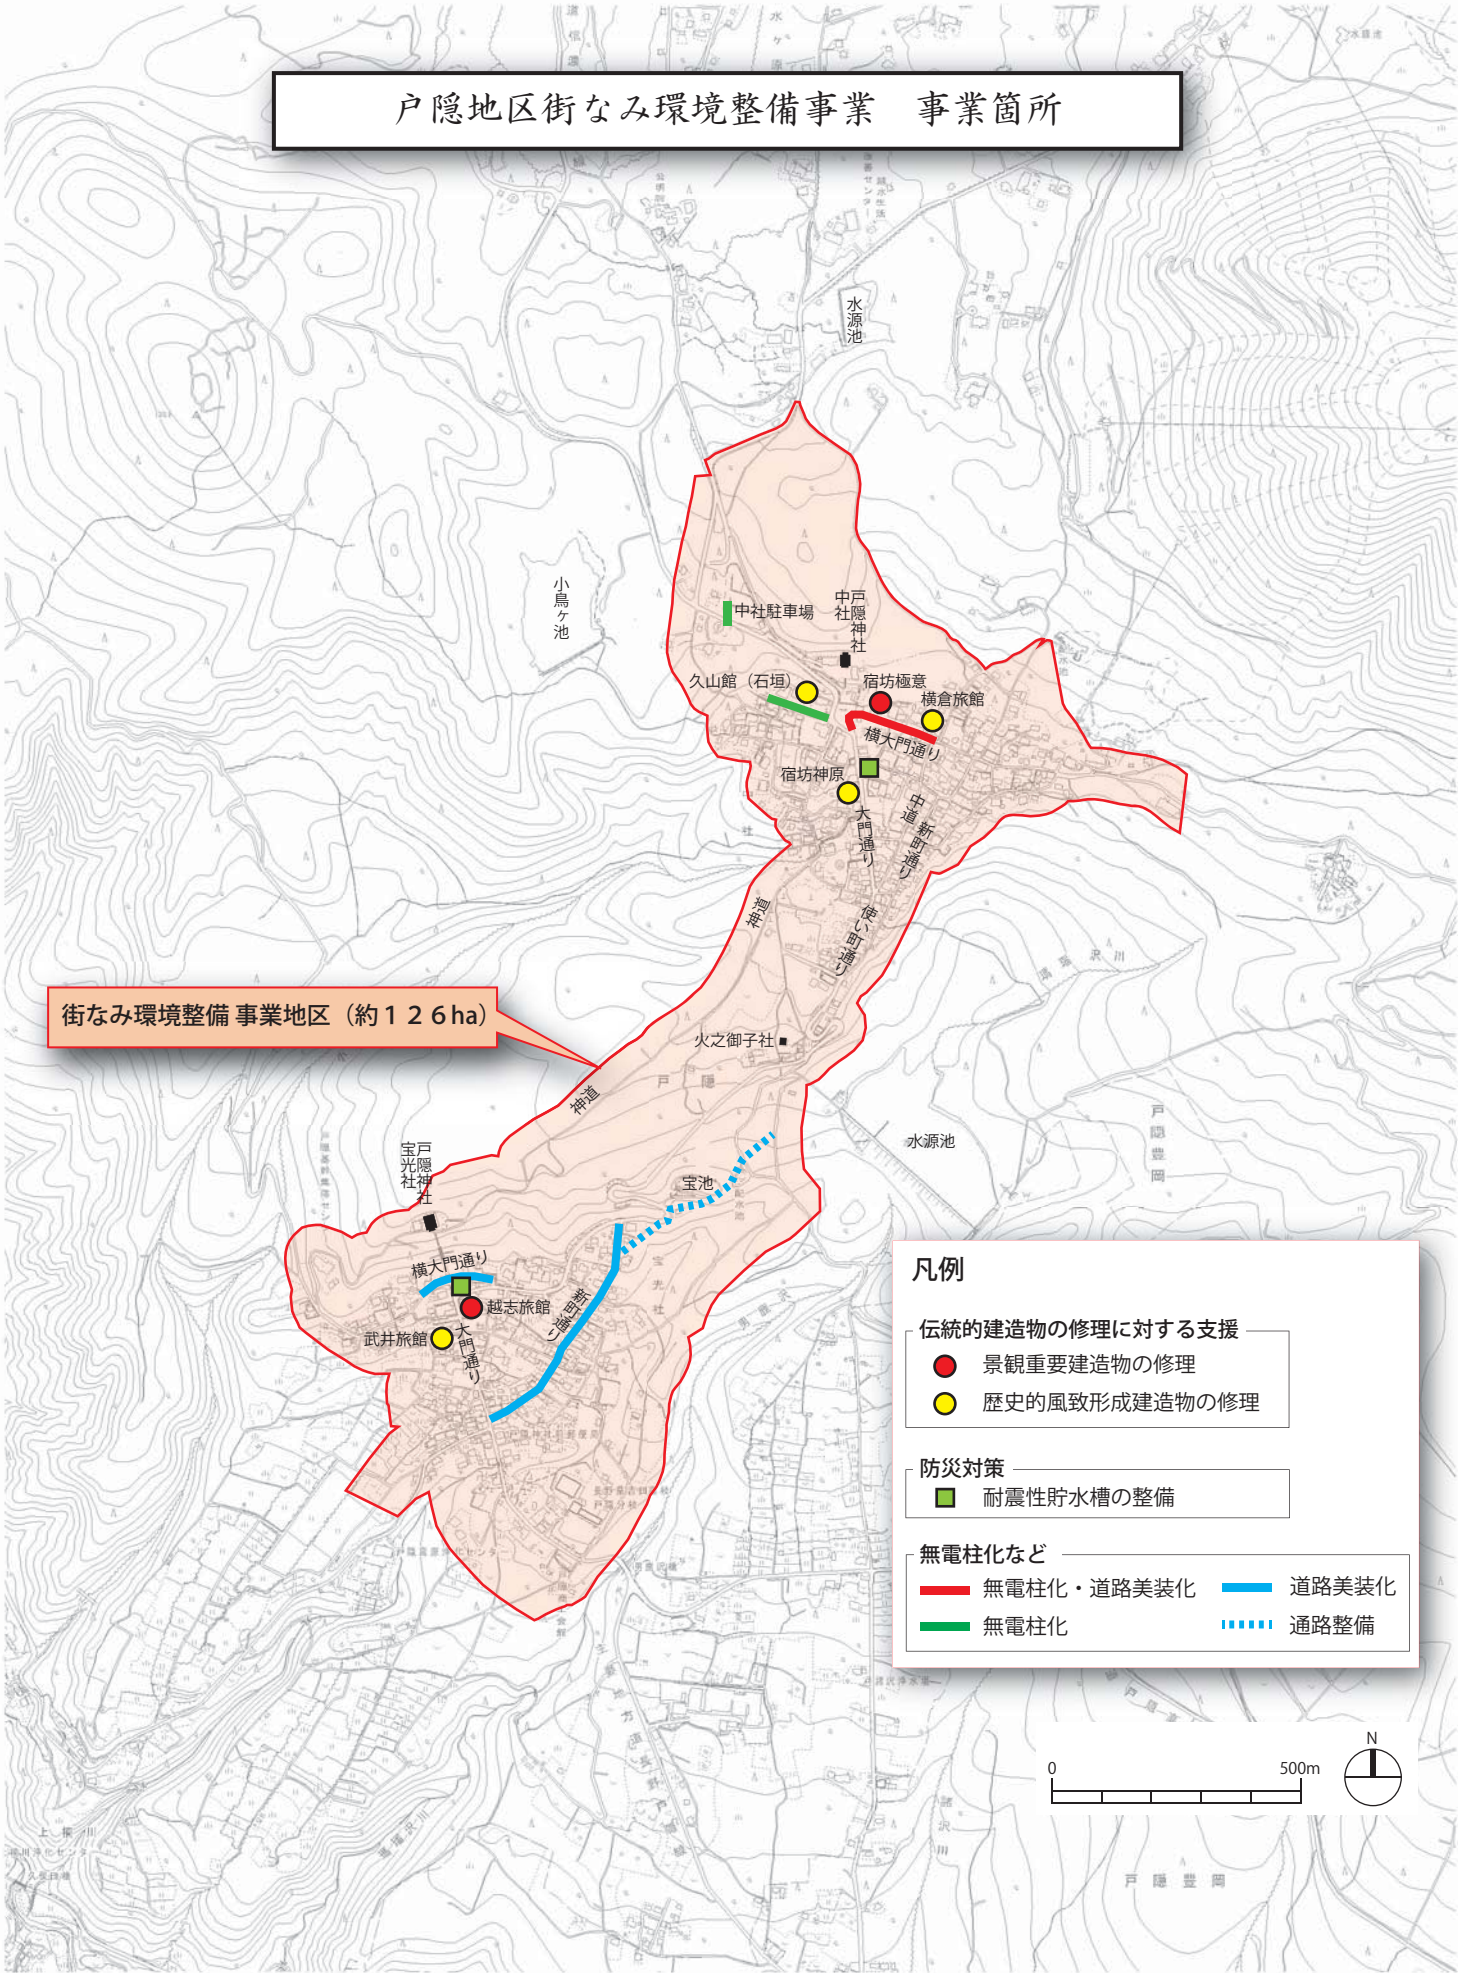 戸隠地区街なみ環境整備事業　事業箇所
水源池
小鳥ヶ池
中社駐車場
戸隠神社
中社
久山館（石垣）
宿坊極意
横倉旅館
横大門通り
宿坊神原
大門通り
中道
新町通り
神道
使い町通り
街なみ環境整備 事業地区（約１２６ha）
火之御子社
戸隠
神道
水源池
戸隠豊岡
戸隠神社
宝光社
宝池
横大門通り
越志旅館
新町通り
宝光社
武井旅館
大門通り
凡例
伝統的建造物の修理に対する支援
景観重要建造物の修理
歴史的風致形成建造物の修理
防災対策
耐震性貯水槽の整備
無電柱化など
無電柱化・道路美装化
道路美装化
無電柱化
通路整備
0
500m
N
戸隠豊岡